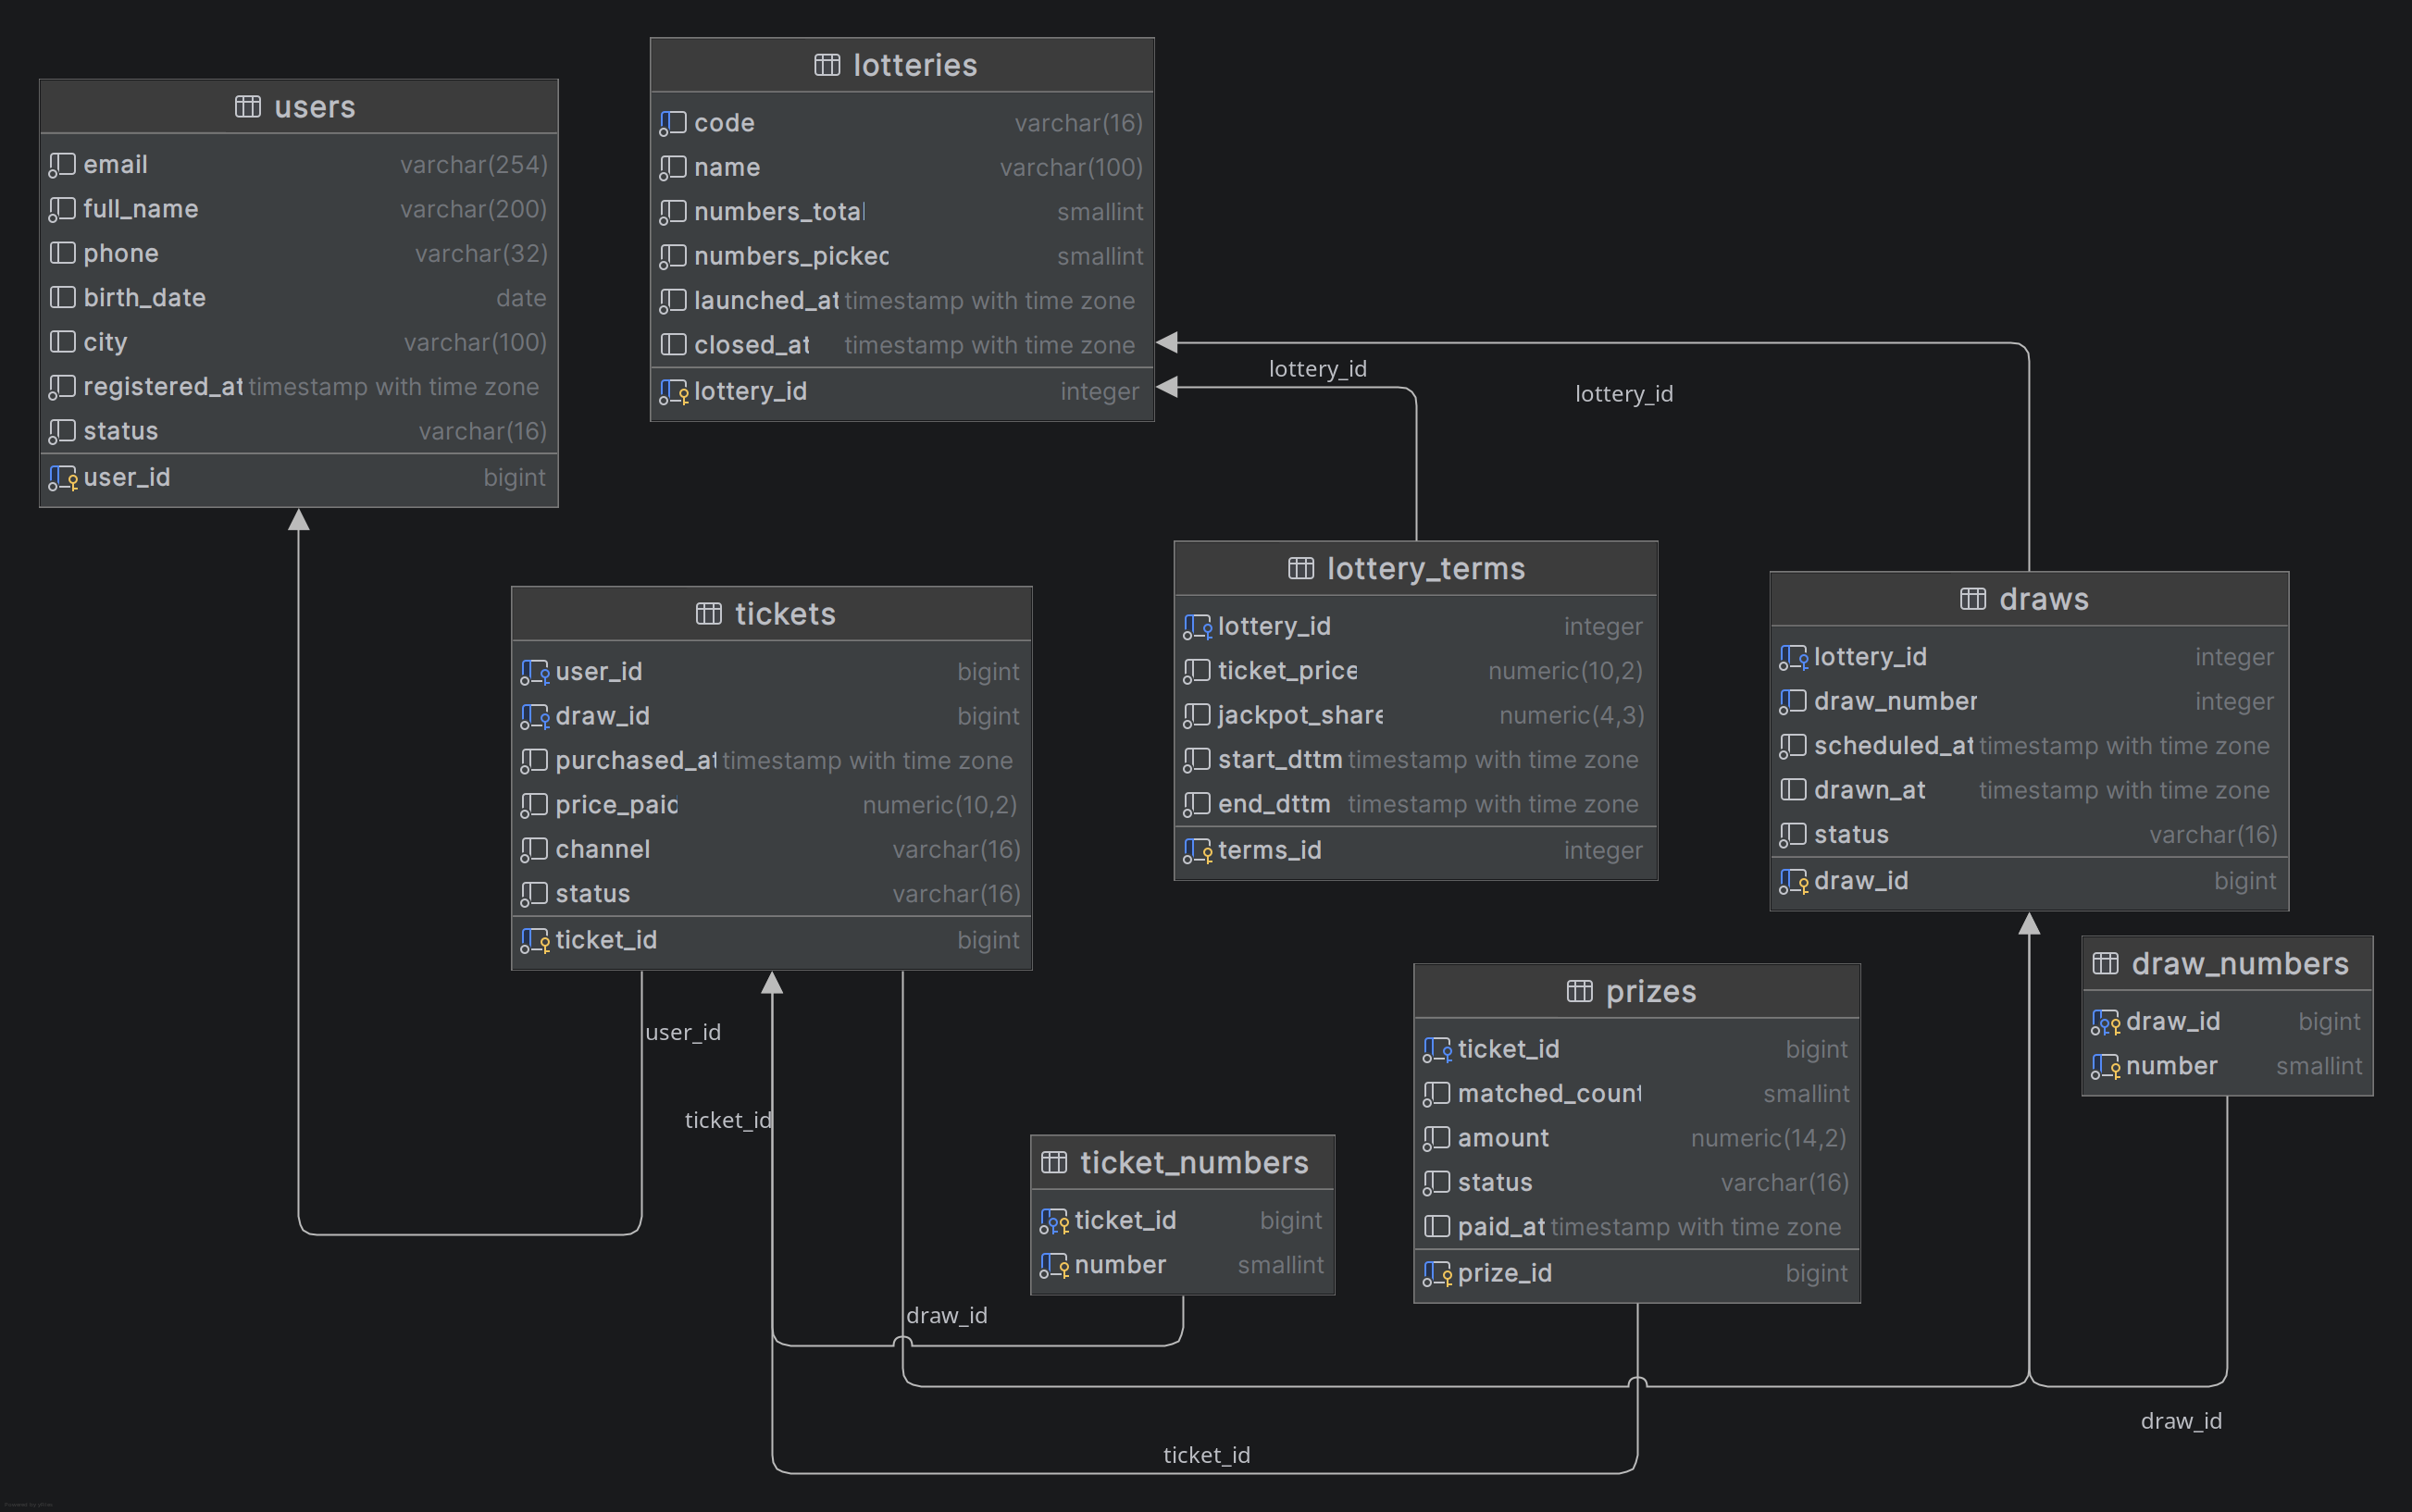 users
email varchar(254)
full_name varchar(200)
phone varchar(32)
birth_date date
city varchar(100)
registered_at timestamp with time zone
status varchar(16)
user_id bigint
lotteries
code varchar(16)
name varchar(100)
numbers_total smallint
numbers_picked smallint
launched_at timestamp with time zone
closed_at timestamp with time zone
lottery_id integer
lottery_id
lottery_id
tickets
user_id bigint
draw_id bigint
purchased_at timestamp with time zone
price_paid numeric(10,2)
channel varchar(16)
status varchar(16)
ticket_id bigint
lottery_terms
lottery_id integer
ticket_price numeric(10,2)
jackpot_share numeric(4,3)
start_dttm timestamp with time zone
end_dttm timestamp with time zone
terms_id integer
draws
lottery_id integer
draw_number integer
scheduled_at timestamp with time zone
drawn_at timestamp with time zone
status varchar(16)
draw_id bigint
draw_numbers
draw_id bigint
number smallint
prizes
ticket_id bigint
matched_count smallint
amount numeric(14,2)
status varchar(16)
paid_at timestamp with time zone
prize_id bigint
user_id
ticket_id
ticket_numbers
ticket_id bigint
number smallint
draw_id
draw_id
ticket_id
Powered by yFiles